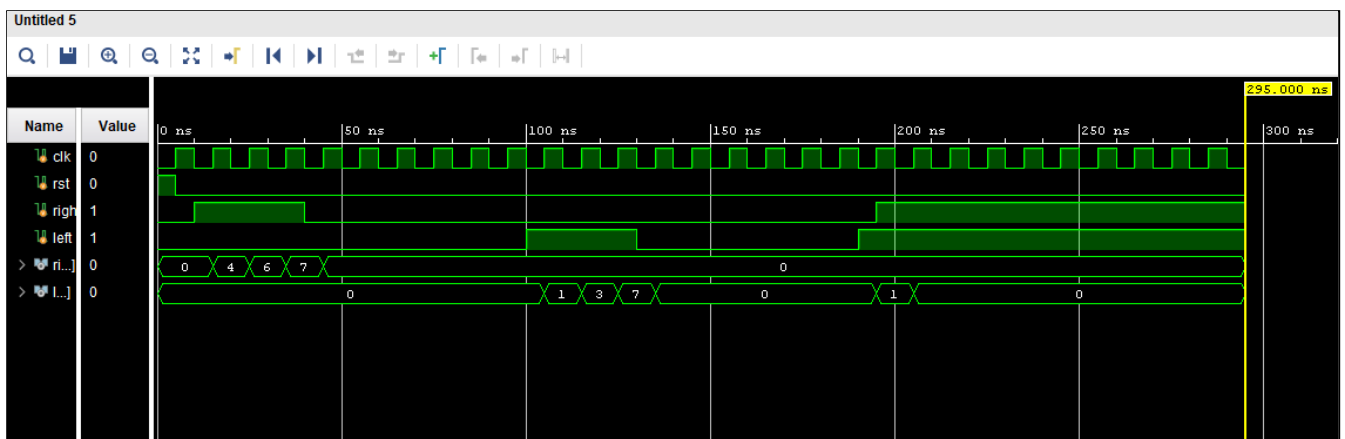 Untitled 5
295.000 ns
Name Value 0 ns 50 ns 100 ns 150 ns 200 ns 250 ns 300 ns
clk 0
rst 0
righ 1
left 1
> ri...] 0 0 4 6 7 0
> l...] 0 0 1 3 7 0 1 0